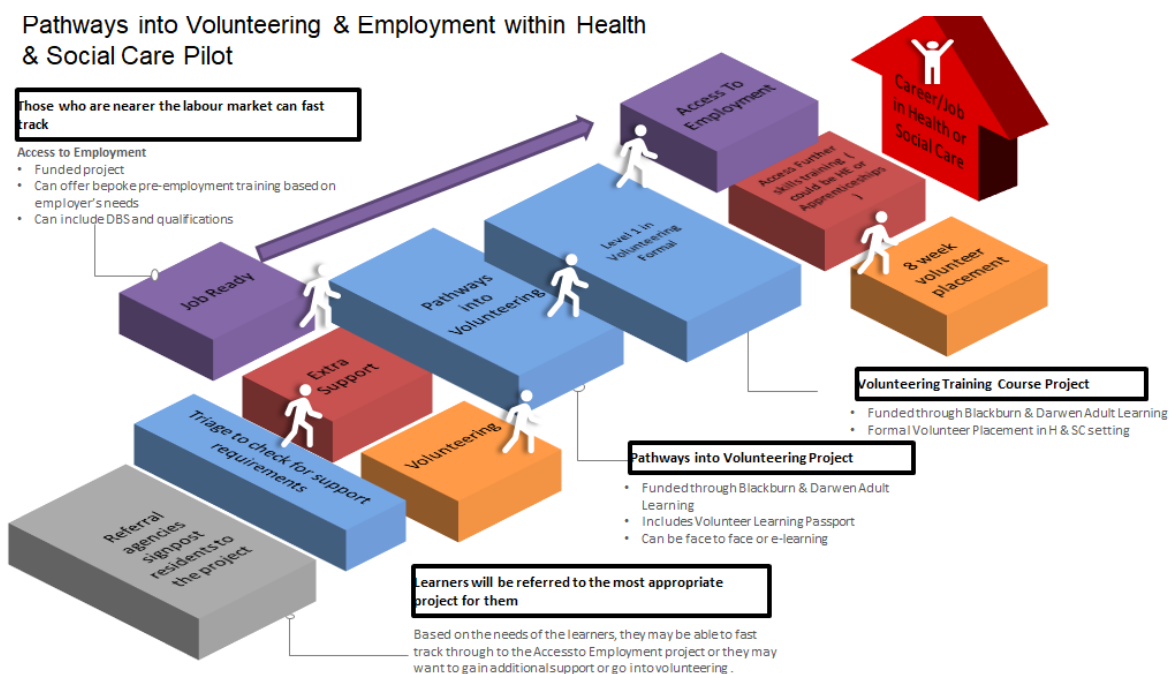 Pathways into Volunteering & Employment within Health
& Social Care Pilot
Those who are nearer the labour market can fast
track
Access to Employment
• Funded project
• Can offer bepoke pre-employment training based on
employer's needs
• Can include DBS and qualifications
Job Ready
Access To
Employment
Career/Job
in Health or
Social Care
Access Further
skills training (
could be HE or
Apprenticeships
)
8 week
volunteer
placement
Level 1 in
Volunteering
Formal
Pathways
into
Volunteering
Extra
Support
Volunteering
Triage to check for support
requirements
Referral
agencies
signpost
residents to
the project
Volunteering Training Course Project
• Funded through Blackburn & Darwen Adult Learning
• Formal Volunteer Placement in H & SC setting
Pathways into Volunteering Project
• Funded through Blackburn & Darwen Adult
Learning
• Includes Volunteer Learning Passport
• Can be face to face or e-learning
Learners will be referred to the most appropriate
project for them
Based on the needs of the learners, they may be able to fast
track through to the Accessto Employment project or they may
want to gain additional support or go into volunteering .